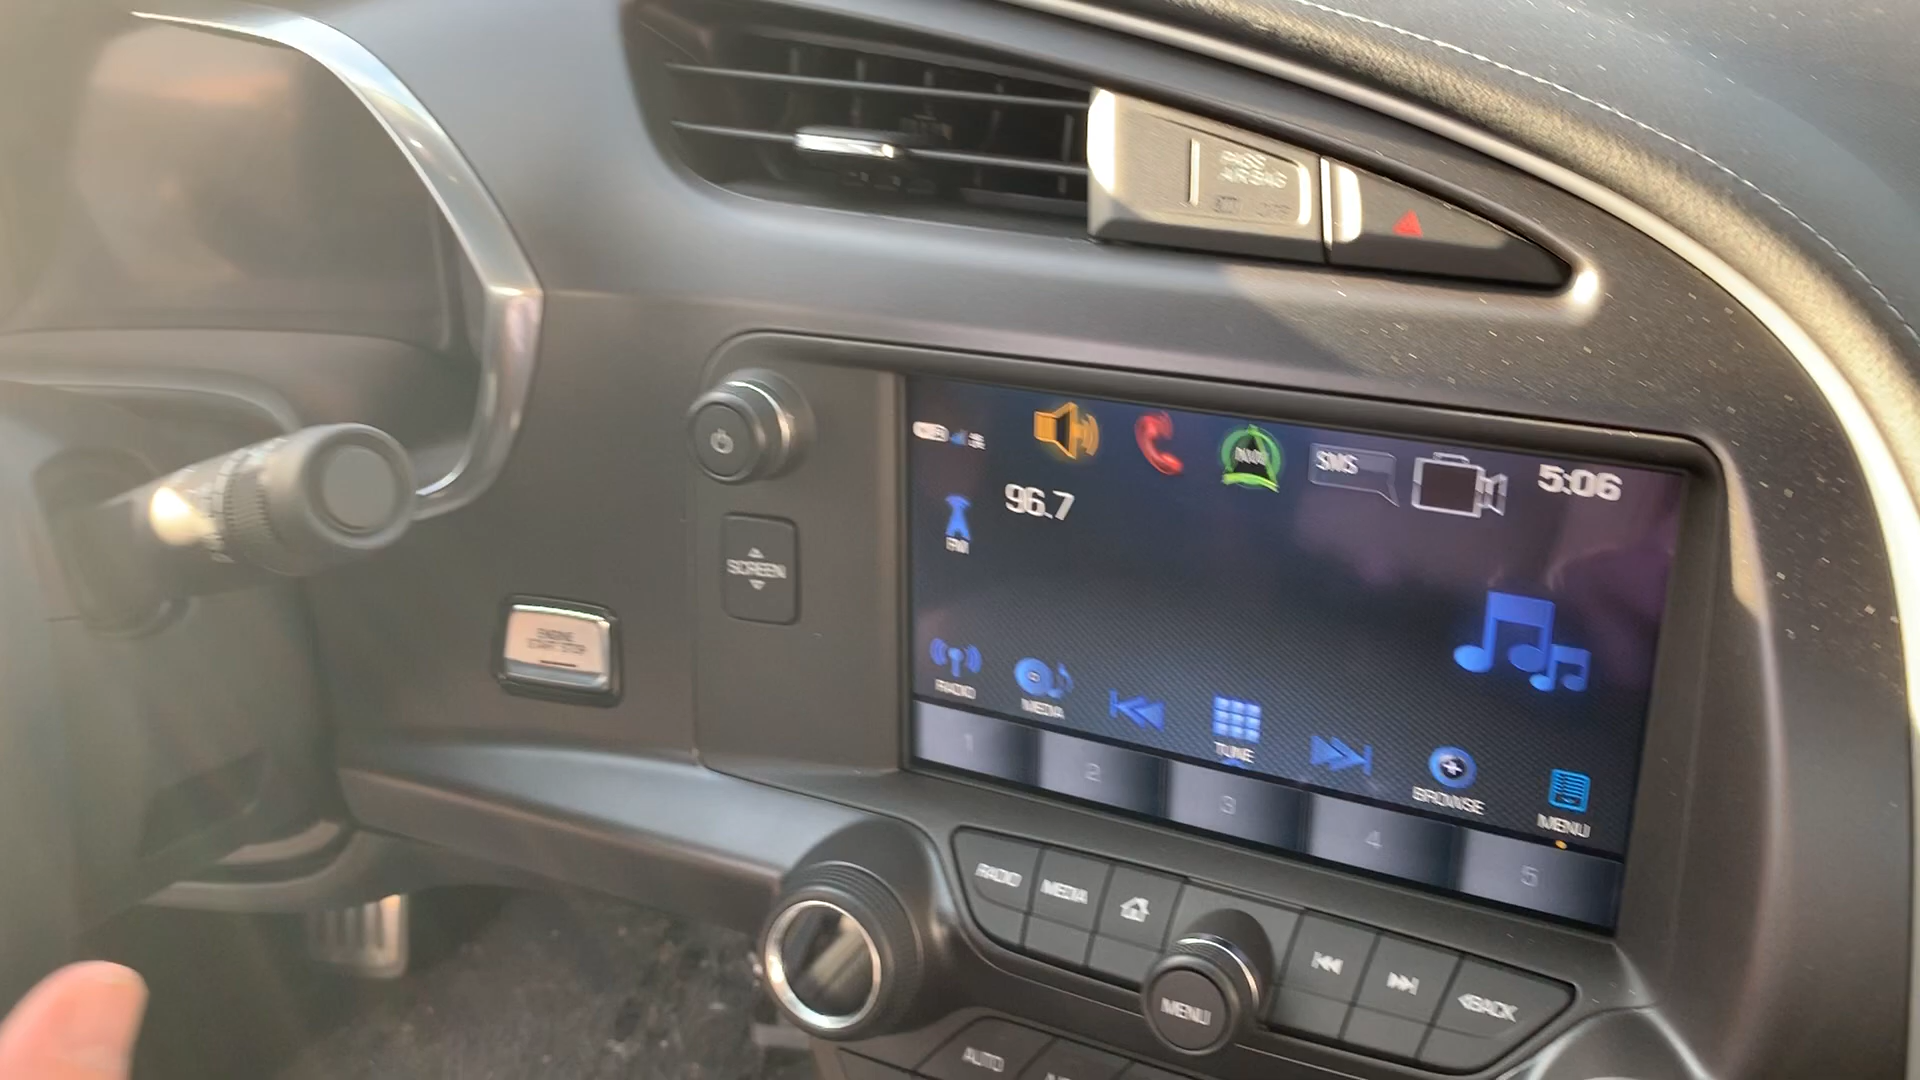 PASS
AIRBAG
OFF
SMS
5:06
96.7
FM
SCREEN
ENGINE
START STOP
RADIO
MEDIA
TUNE
BROWSE
MENU
1
2
3
4
5
RADIO
MEDIA
MENU
BACK
AUTO